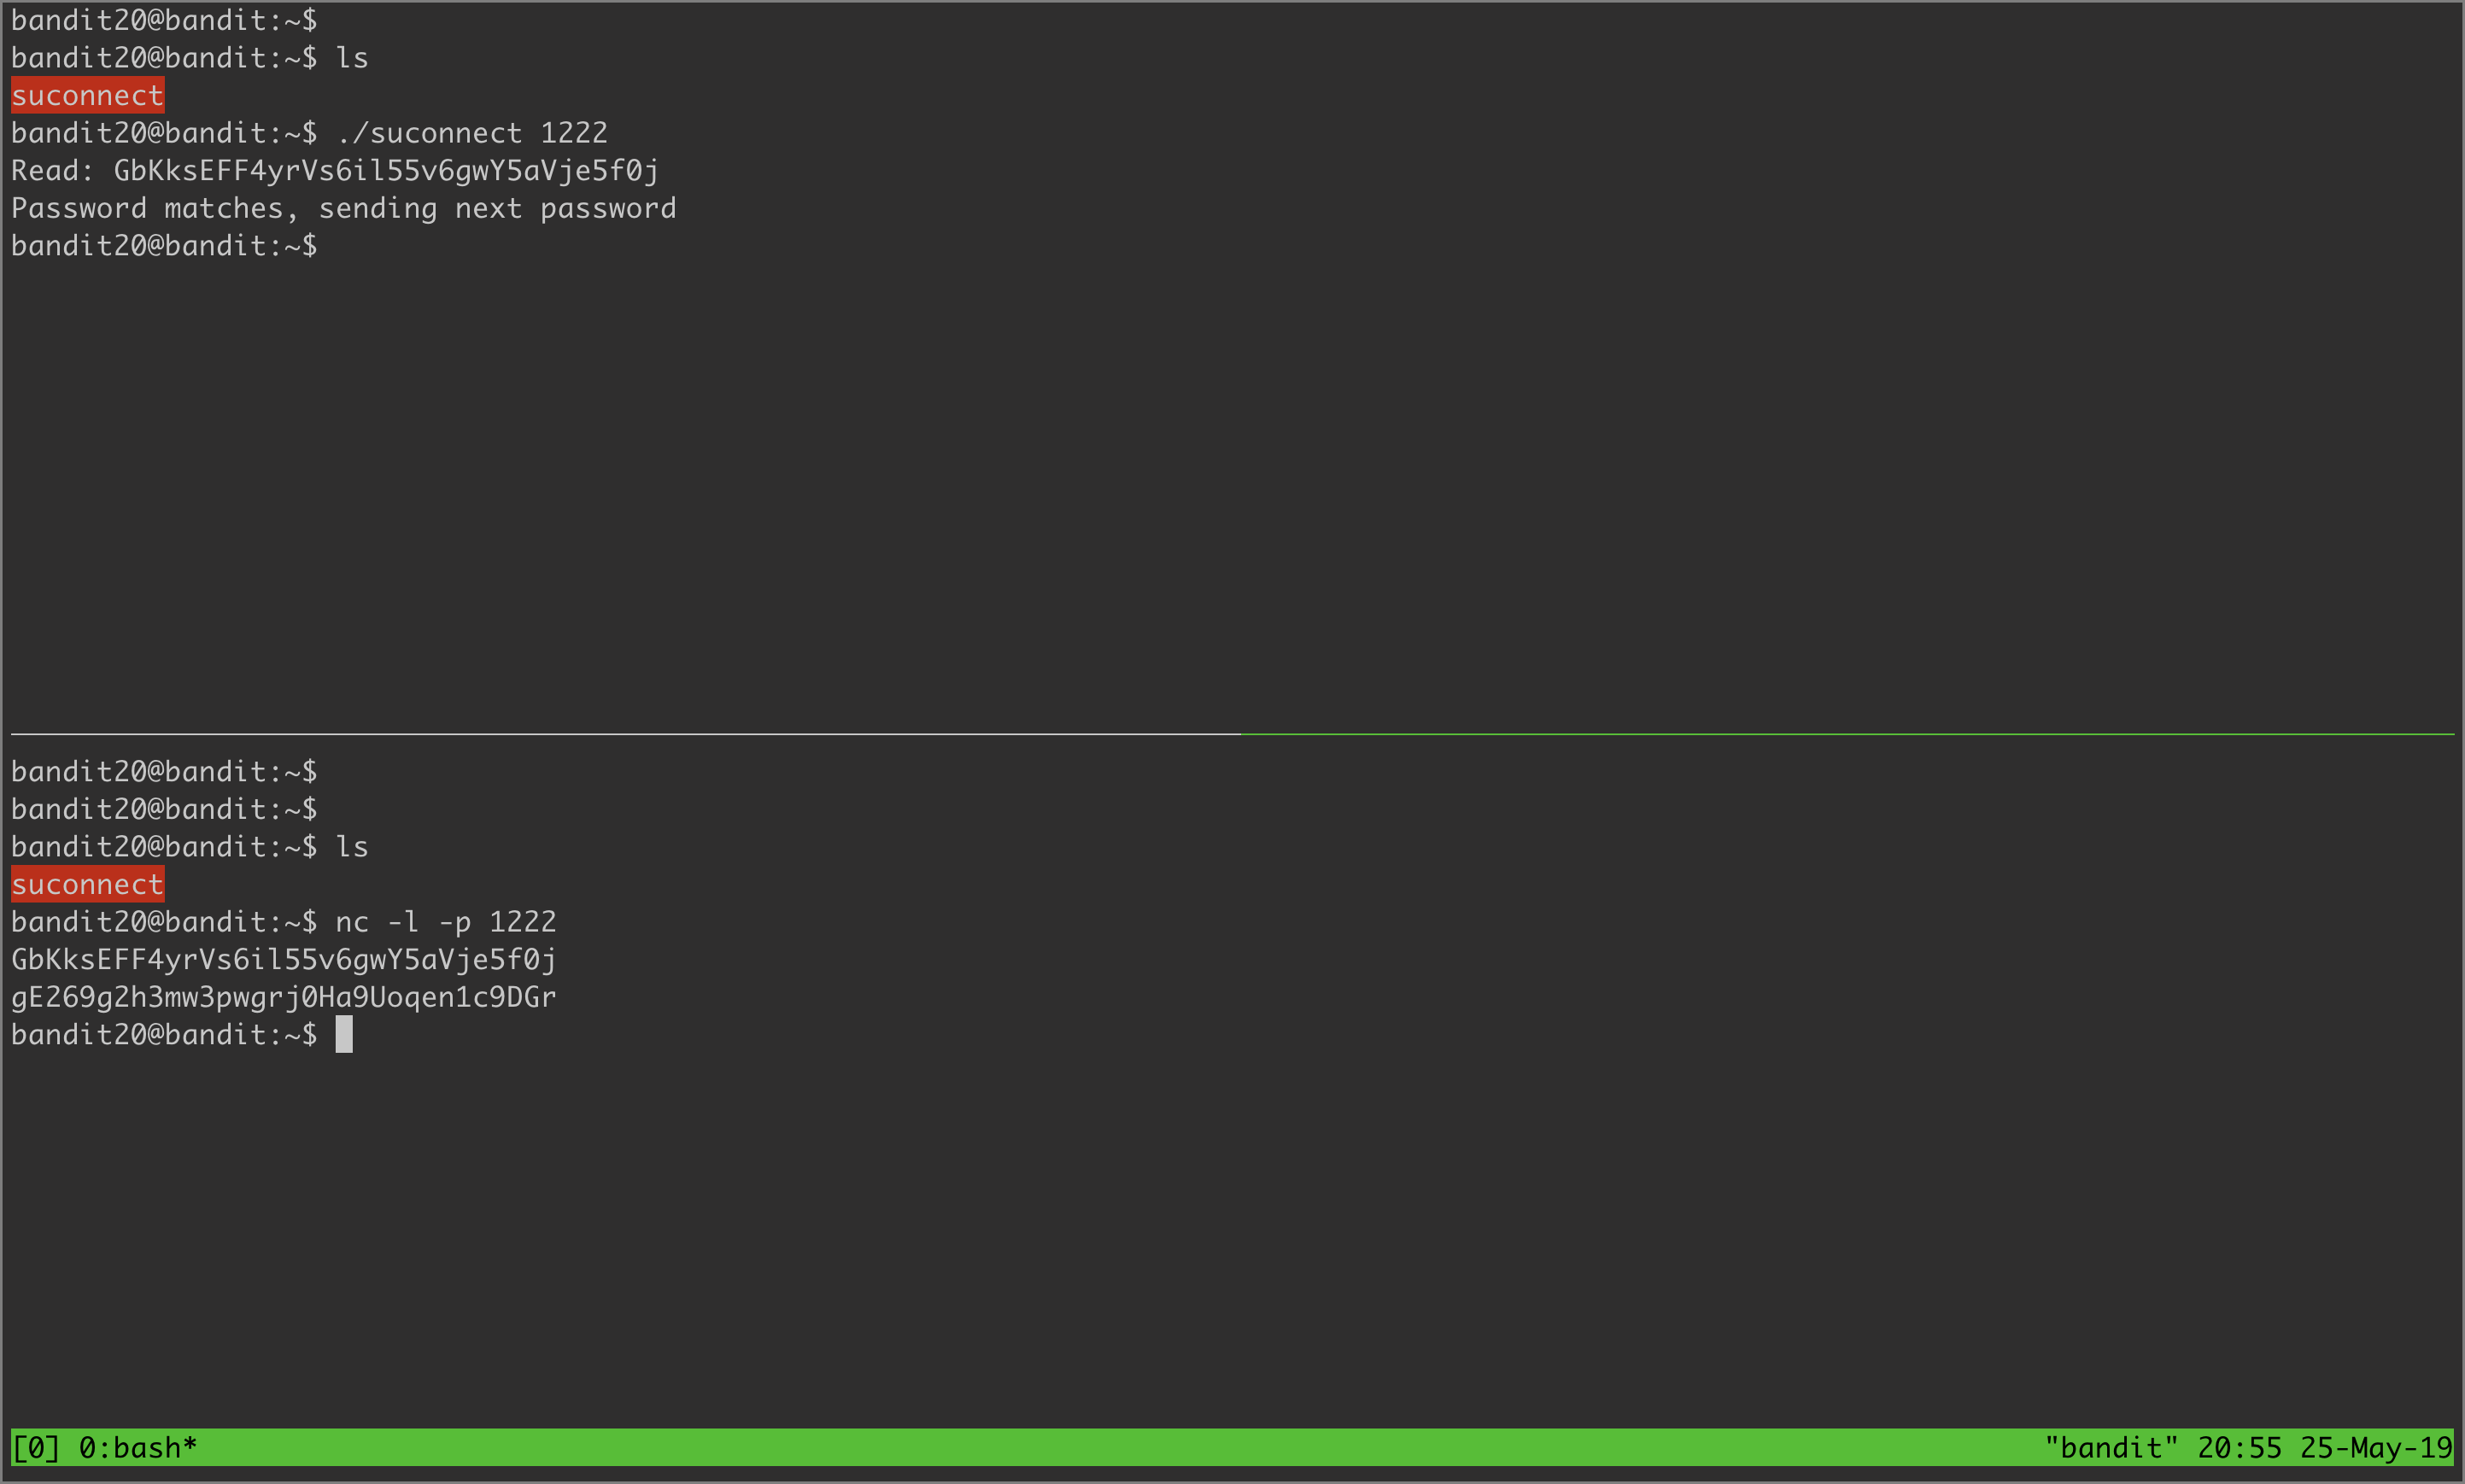 bandit20@bandit:~$
bandit20@bandit:~$ ls
suconnect
bandit20@bandit:~$ ./suconnect 1222
Read: GbKksEFF4yrVs6il55v6gwY5aVje5f0j
Password matches, sending next password
bandit20@bandit:~$
bandit20@bandit:~$
bandit20@bandit:~$
bandit20@bandit:~$ ls
suconnect
bandit20@bandit:~$ nc -l -p 1222
GbKksEFF4yrVs6il55v6gwY5aVje5f0j
gE269g2h3mw3pwgrj0Ha9Uoqen1c9DGr
bandit20@bandit:~$
[0] 0:bash* "bandit" 20:55 25-May-19